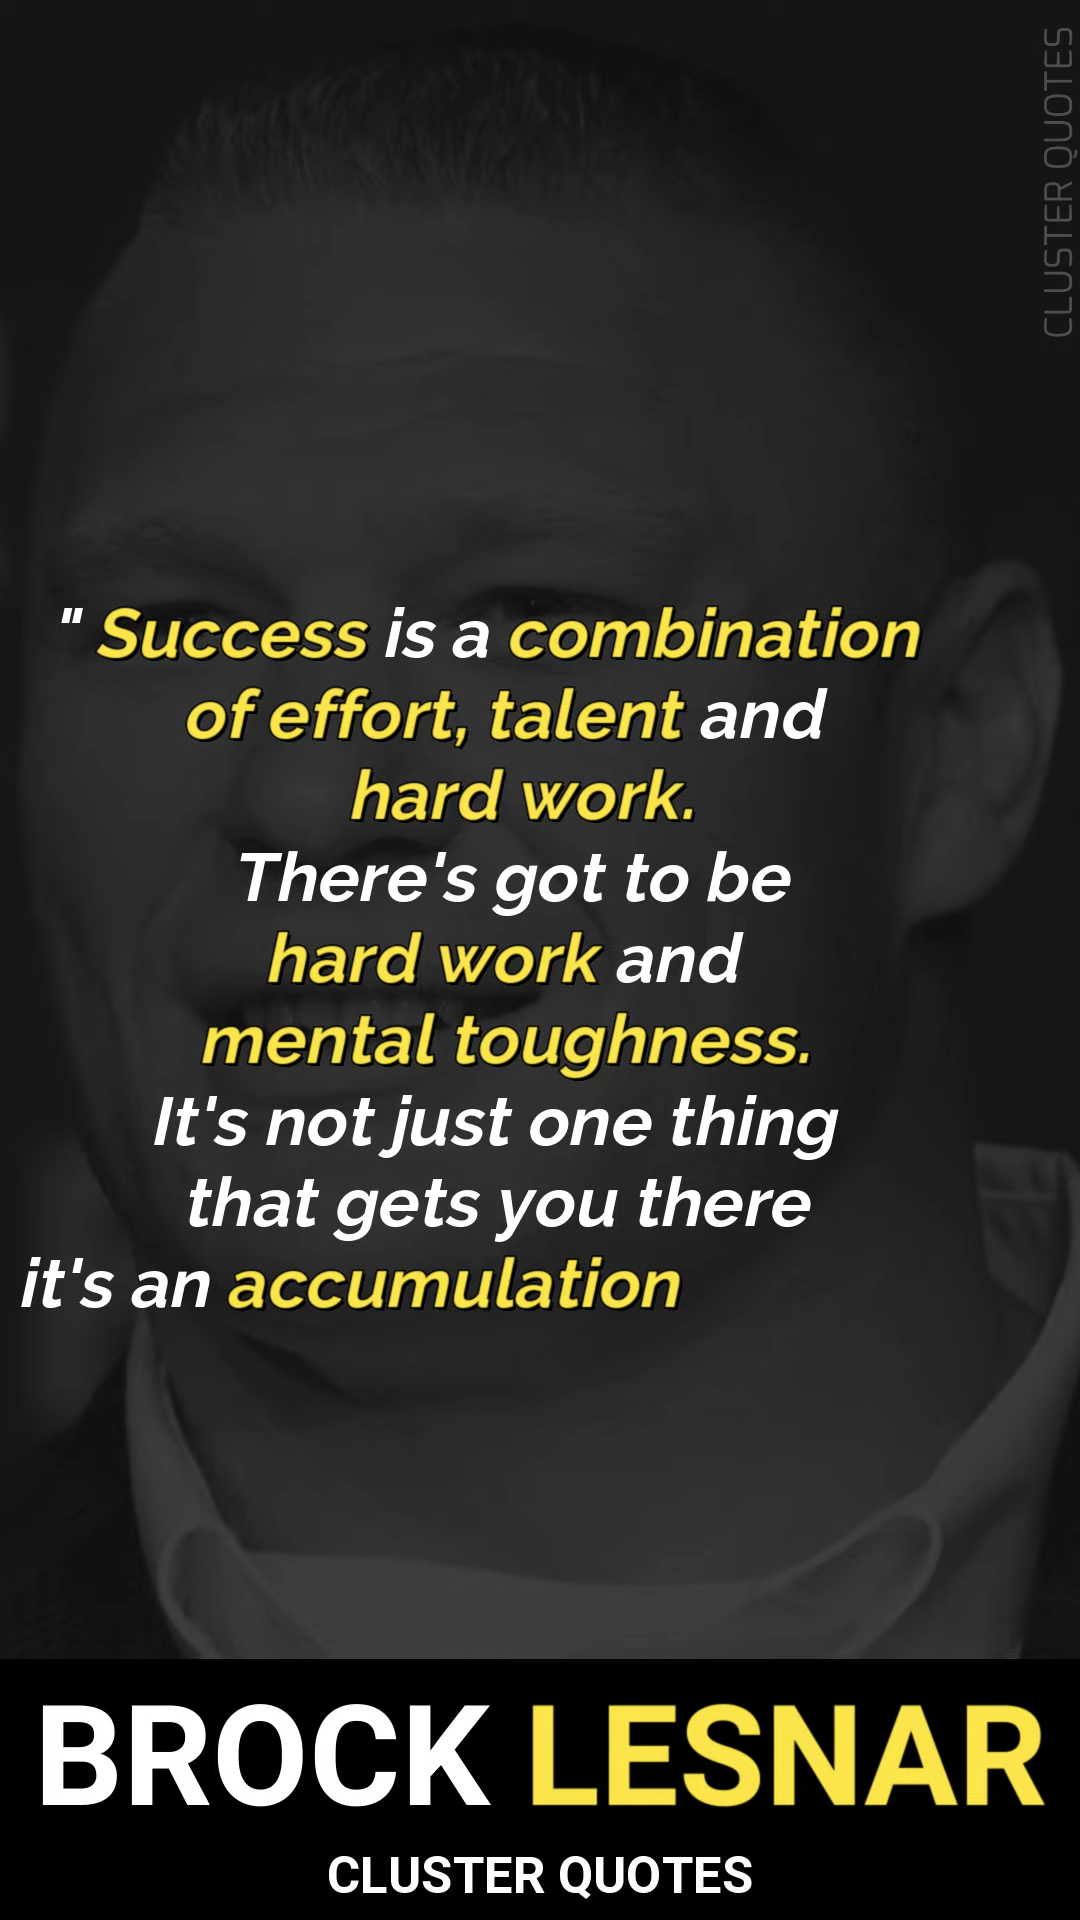 CLUSTER QUOTES
" Success is a combination
of effort, talent and
hard work.
There's got to be
hard work and
mental toughness.
It's not just one thing
that gets you there
it's an accumulation
BROCK LESNAR
CLUSTER QUOTES